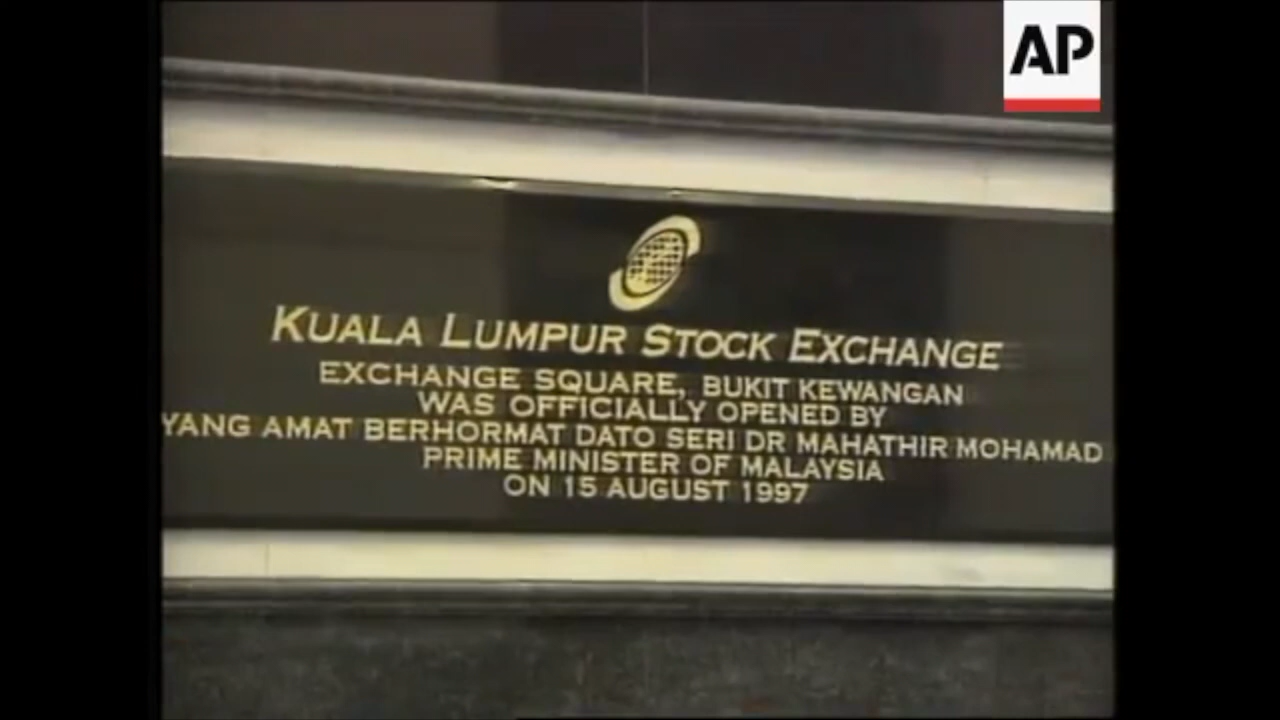 AP
KUALA LUMPUR STOCK EXCHANGE
EXCHANGE SQUARE, BUKIT KEWANGAN
WAS OFFICIALLY OPENED BY
YANG AMAT BERHORMAT DATO SERI DR MAHATHIR MOHAMAD
PRIME MINISTER OF MALAYSIA
ON 15 AUGUST 1997